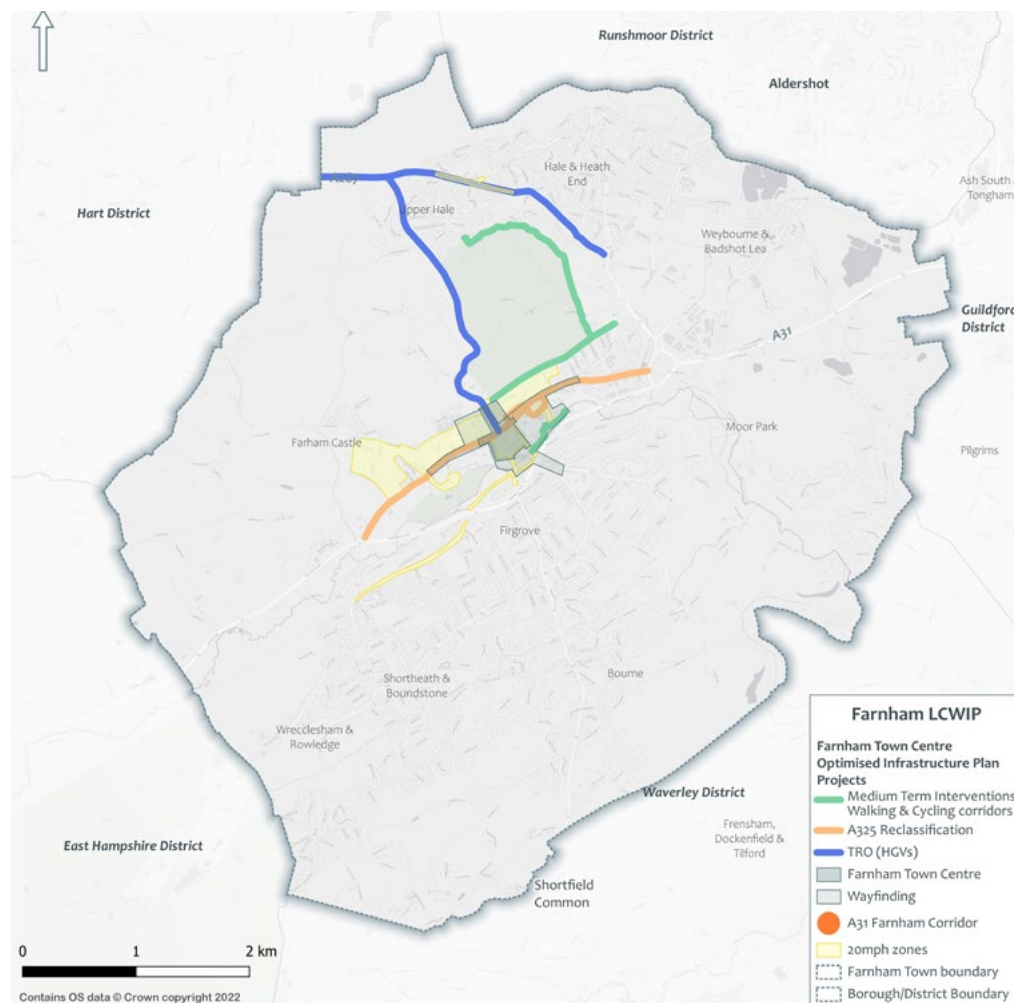 Runshmoor District
Aldershot
Hale & Heath
End
Ash South &
Tongham
Hart District
Upper Hale
Weybourne &
Badshot Lea
Guildford
District
A31
Farham Castle
Moor Park
Pilgrims
Firgrove
Shortheath &
Boundstone
Bourne
Wrecclesham &
Rowledge
Waverley District
East Hampshire District
Frensham,
Dockenfield &
Tilford
Shortfield
Common
0 1 2 km
Contains OS data © Crown copyright 2022
Farnham LCWIP
Farnham Town Centre
Optimised Infrastructure Plan
Projects
Medium Term Interventions
Walking & Cycling corridors
A325 Reclassification
TRO (HGVs)
Farnham Town Centre
Wayfinding
A31 Farnham Corridor
20mph zones
Farnham Town boundary
Borough/District Boundary